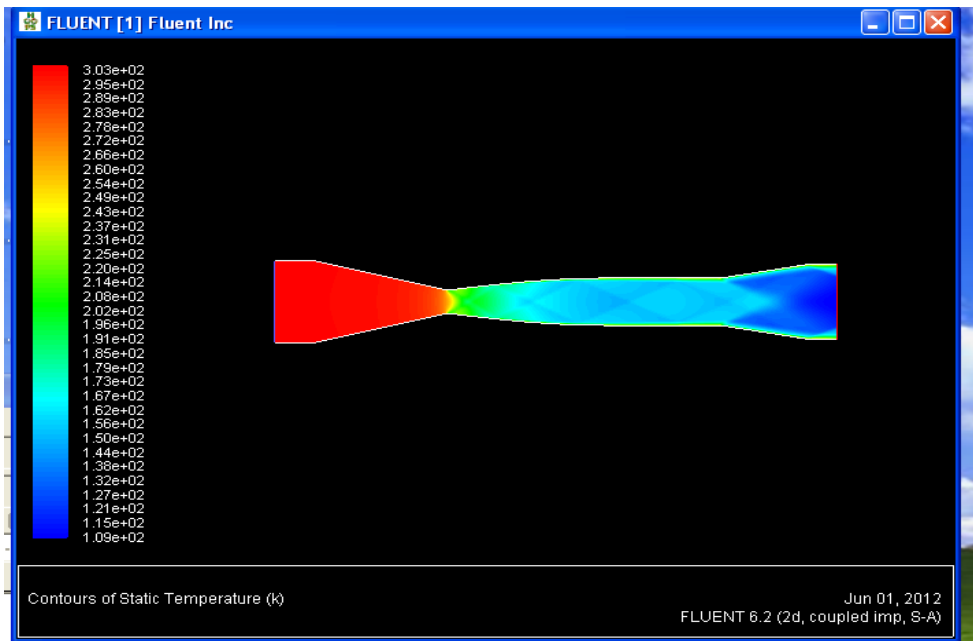 FLUENT [1] Fluent Inc
3.03e+02
2.95e+02
2.89e+02
2.83e+02
2.78e+02
2.72e+02
2.66e+02
2.60e+02
2.54e+02
2.49e+02
2.43e+02
2.37e+02
2.31e+02
2.25e+02
2.20e+02
2.14e+02
2.08e+02
2.02e+02
1.96e+02
1.91e+02
1.85e+02
1.79e+02
1.73e+02
1.67e+02
1.62e+02
1.56e+02
1.50e+02
1.44e+02
1.38e+02
1.32e+02
1.27e+02
1.21e+02
1.15e+02
1.09e+02
Contours of Static Temperature (k)
Jun 01, 2012
FLUENT 6.2 (2d, coupled imp, S-A)